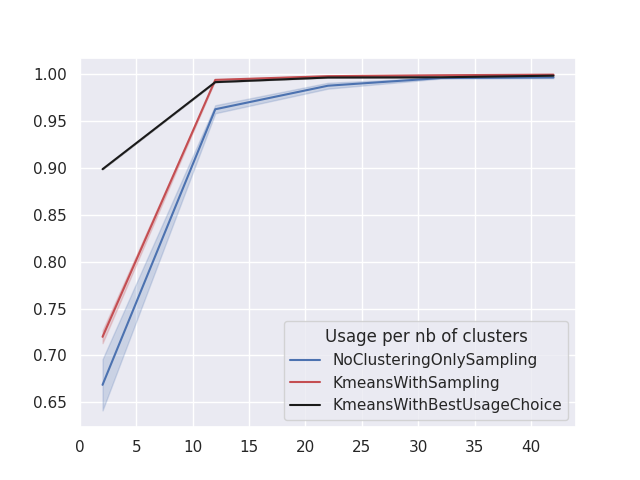 1.00
0.95
0.90
0.85
0.80
0.75
0.70
0.65
Usage per nb of clusters
NoClusteringOnlySampling
KmeansWithSampling
KmeansWithBestUsageChoice
0 5 10 15 20 25 30 35 40